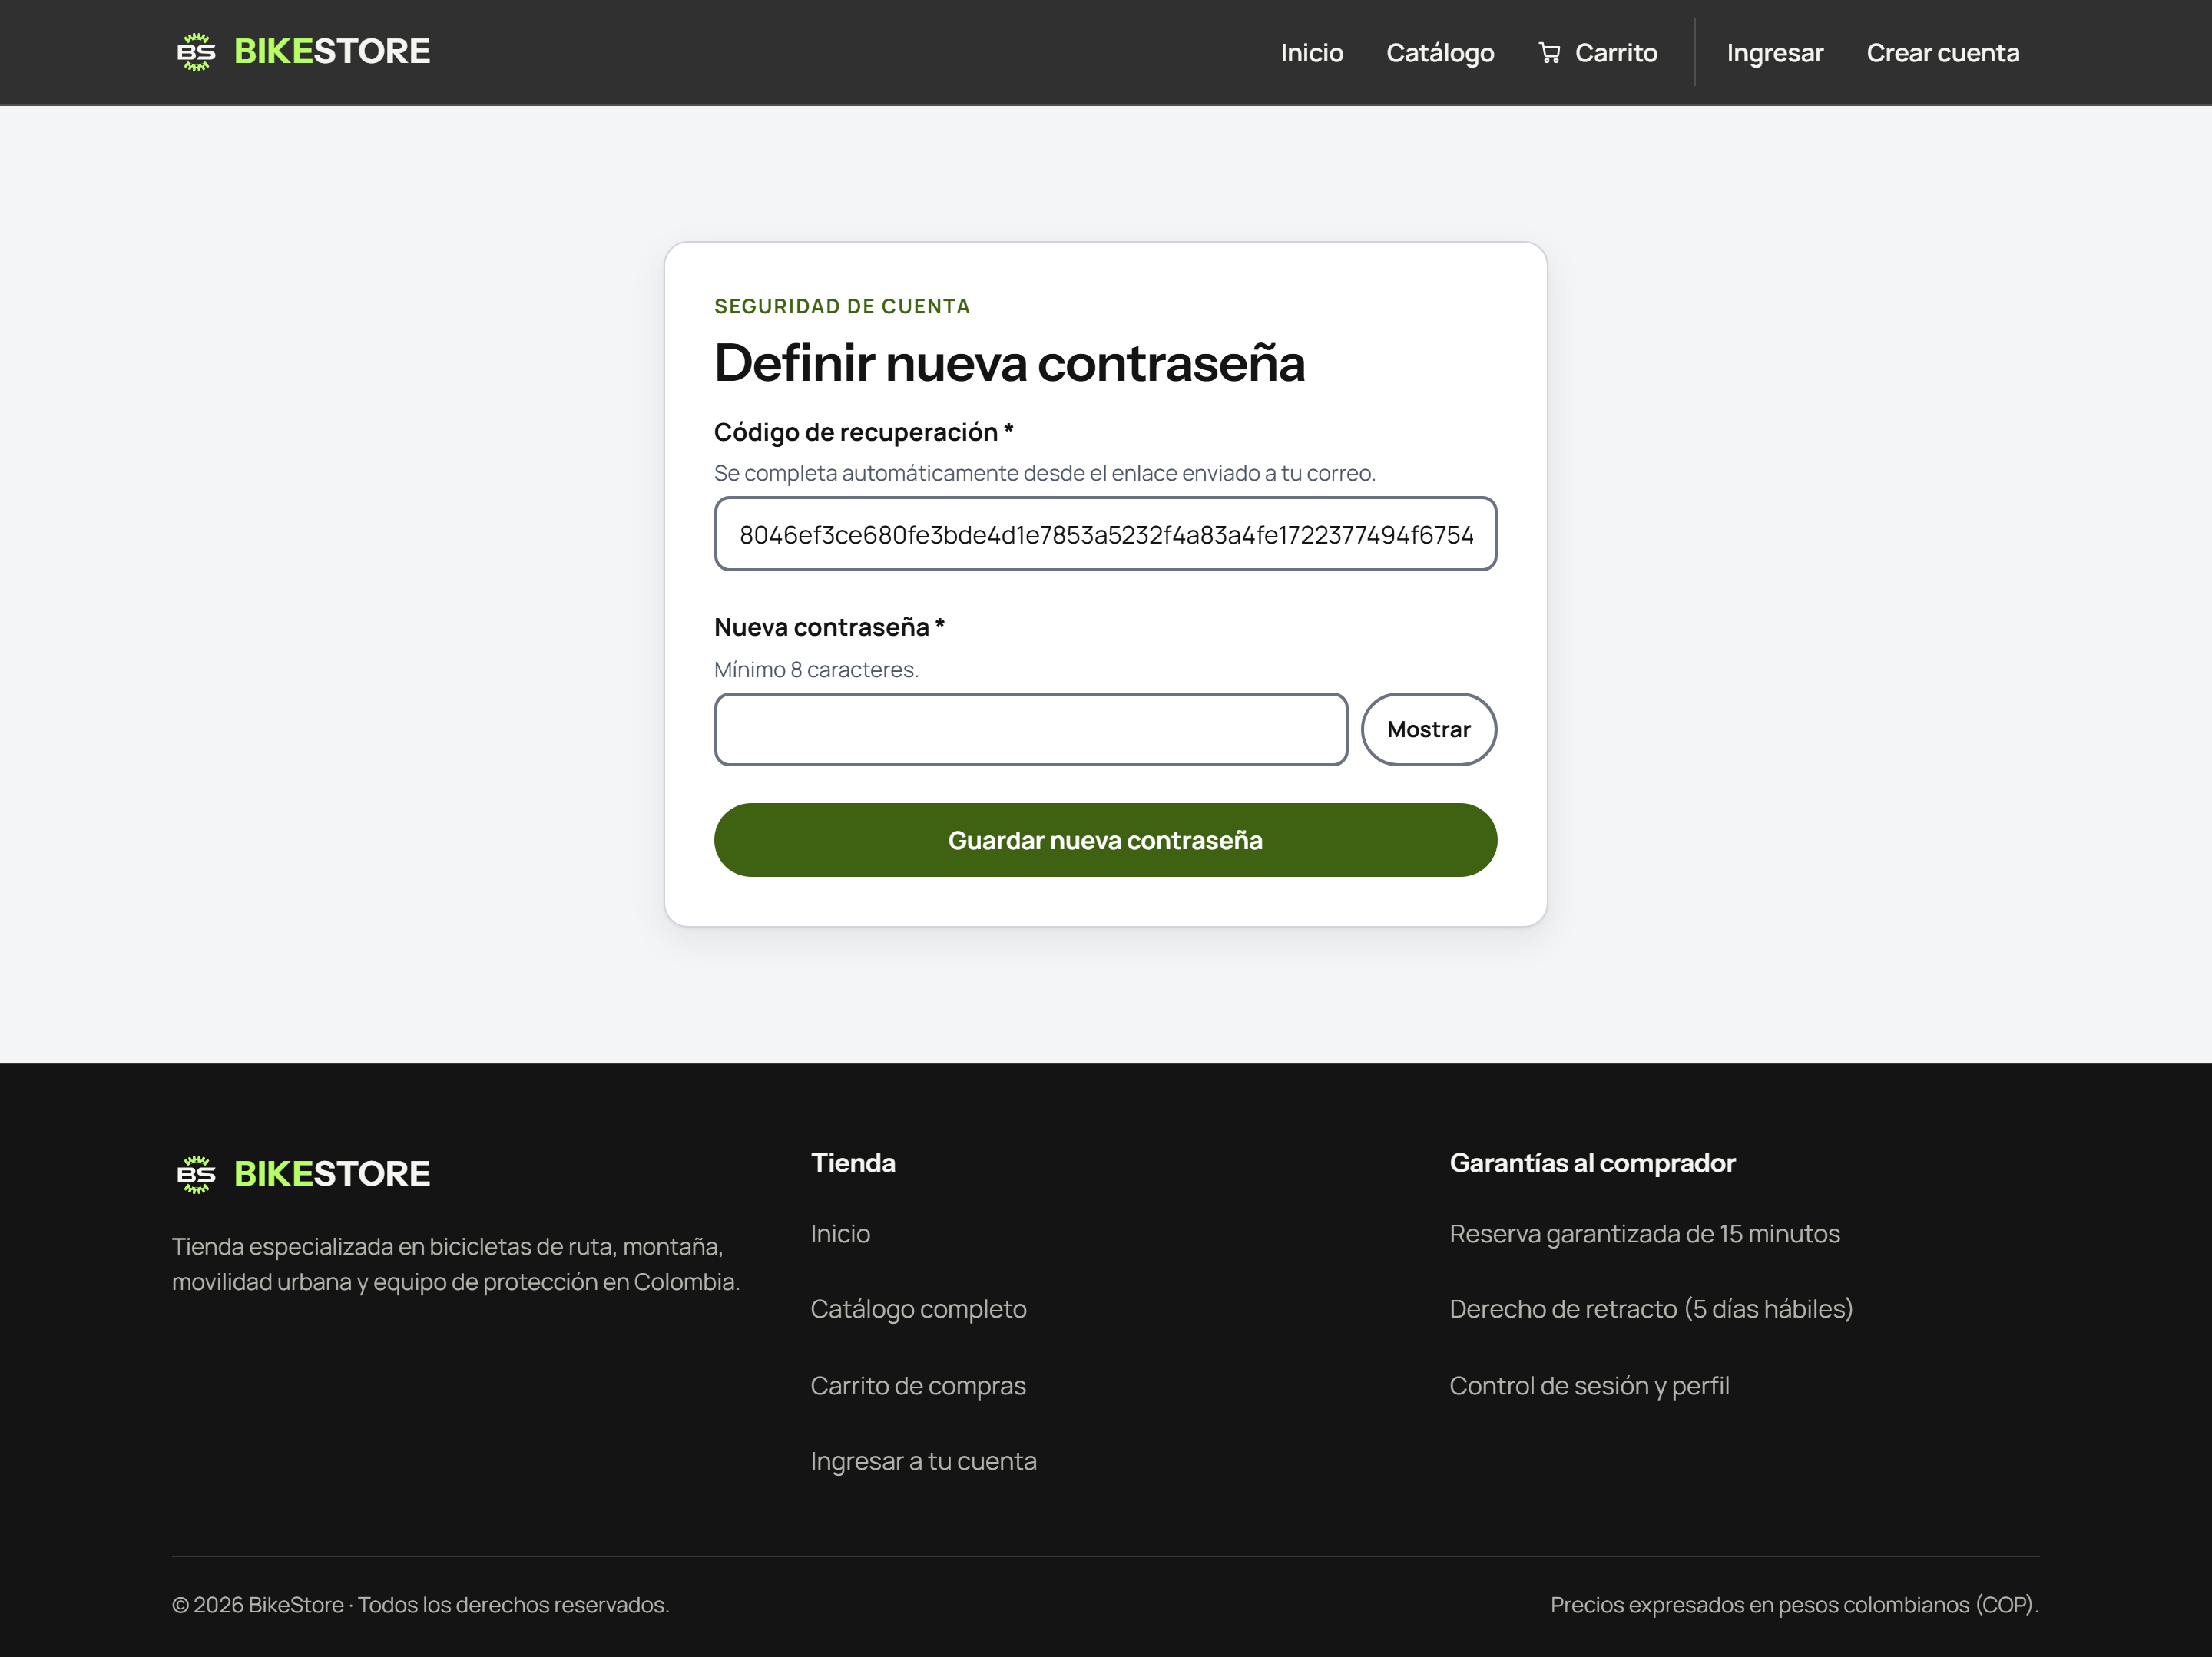 BS BIKESTORE
Inicio Catálogo Carrito Ingresar Crear cuenta
SEGURIDAD DE CUENTA
Definir nueva contraseña
Código de recuperación *
Se completa automáticamente desde el enlace enviado a tu correo.
8046ef3ce680fe3bde4d1e7853a5232f4a83a4fe1722377494f6754
Nueva contraseña *
Mínimo 8 caracteres.
Mostrar
Guardar nueva contraseña
BS BIKESTORE
Tienda especializada en bicicletas de ruta, montaña,
movilidad urbana y equipo de protección en Colombia.
Tienda
Inicio
Catálogo completo
Carrito de compras
Ingresar a tu cuenta
Garantías al comprador
Reserva garantizada de 15 minutos
Derecho de retracto (5 días hábiles)
Control de sesión y perfil
© 2026 BikeStore · Todos los derechos reservados.
Precios expresados en pesos colombianos (COP).